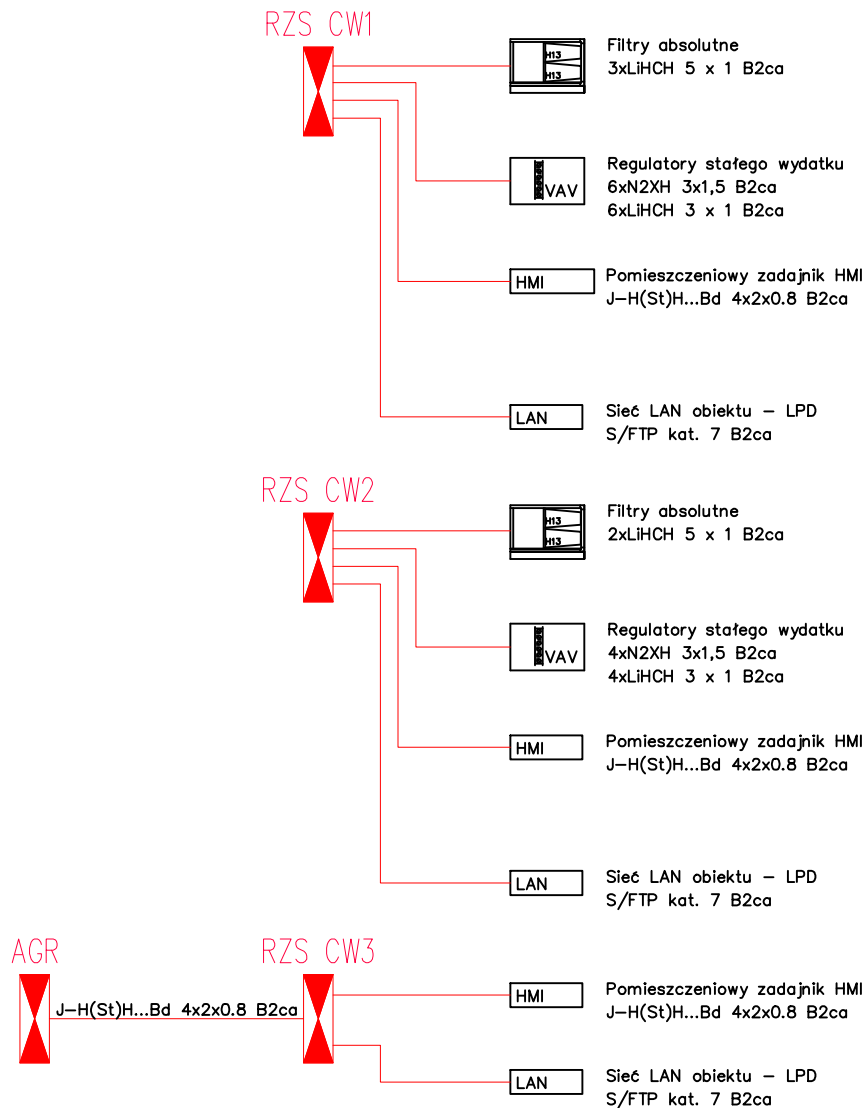 RZS CW1
H13
H13
Filtry absolutne
3xLiHCH 5 x 1 B2ca
VAV
Regulatory stałego wydatku
6xN2XH 3x1,5 B2ca
6xLiHCH 3 x 1 B2ca
HMI
Pomieszczeniowy zadajnik HMI
J-H(St)H...Bd 4x2x0.8 B2ca
LAN
Sieć LAN obiektu - LPD
S/FTP kat. 7 B2ca
RZS CW2
H13
H13
Filtry absolutne
2xLiHCH 5 x 1 B2ca
VAV
Regulatory stałego wydatku
4xN2XH 3x1,5 B2ca
4xLiHCH 3 x 1 B2ca
HMI
Pomieszczeniowy zadajnik HMI
J-H(St)H...Bd 4x2x0.8 B2ca
LAN
Sieć LAN obiektu - LPD
S/FTP kat. 7 B2ca
AGR
J-H(St)H...Bd 4x2x0.8 B2ca
RZS CW3
HMI
Pomieszczeniowy zadajnik HMI
J-H(St)H...Bd 4x2x0.8 B2ca
LAN
Sieć LAN obiektu - LPD
S/FTP kat. 7 B2ca